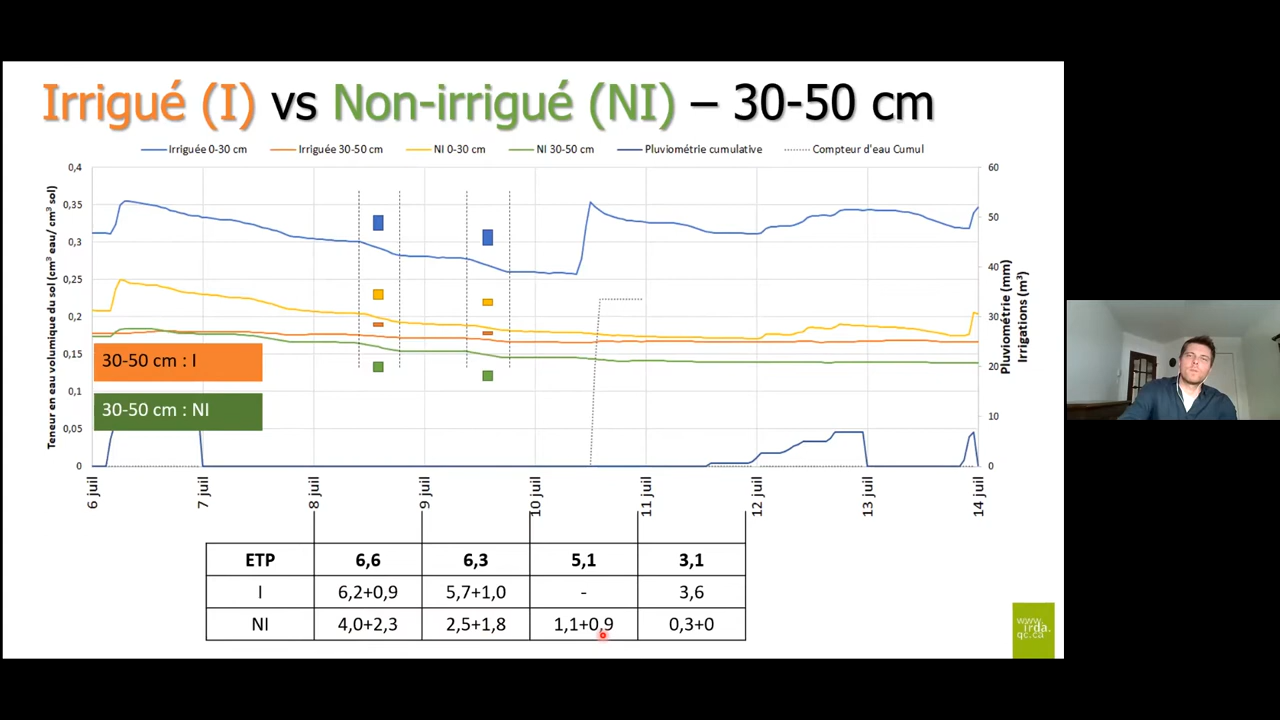 Irrigué (I) vs Non-irrigué (NI) – 30-50 cm
Irriguée 0-30 cm Irriguée 30-50 cm NI 0-30 cm NI 30-50 cm Pluviométrie cumulative Compteur d'eau Cumul
Teneur en eau volumique du sol (cm³ eau/ cm³ sol)
0,4
0,35
0,3
0,25
0,2
0,15
0,1
0,05
0
60
50
40
30
20
10
0
Pluviométrie (mm)
Irrigations (m³)
30-50 cm : I
30-50 cm : NI
6 juil 7 juil 8 juil 9 juil 10 juil 11 juil 12 juil 13 juil 14 juil
ETP 6,6 6,3 5,1 3,1
I 6,2+0,9 5,7+1,0 - 3,6
NI 4,0+2,3 2,5+1,8 1,1+0,9 0,3+0
www.
irda.
qc.ca